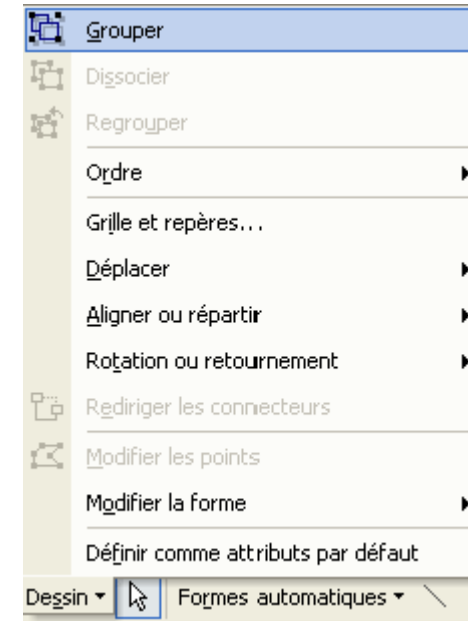 Grouper
Dissocier
Regrouper
Ordre
Grille et repères...
Déplacer
Aligner ou répartir
Rotation ou retournement
Rediriger les connecteurs
Modifier les points
Modifier la forme
Définir comme attributs par défaut
Dessin Formes automatiques